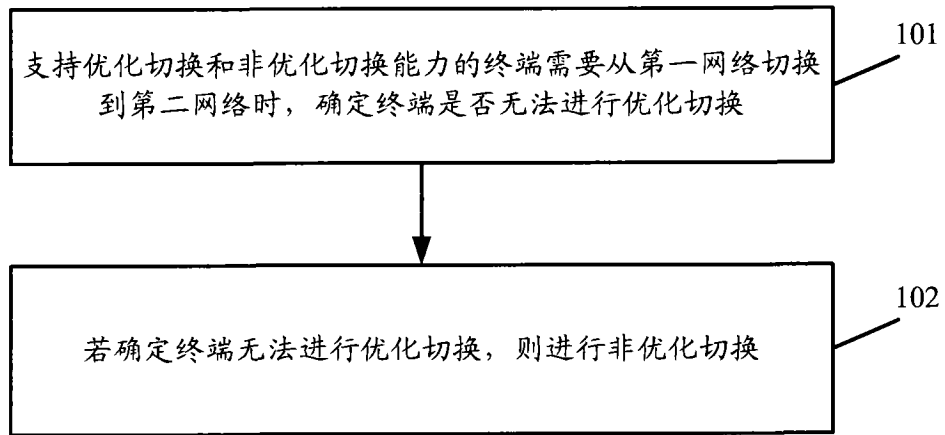 101
支持优化切换和非优化切换能力的终端需要从第一网络切换
到第二网络时，确定终端是否无法进行优化切换
102
若确定终端无法进行优化切换，则进行非优化切换